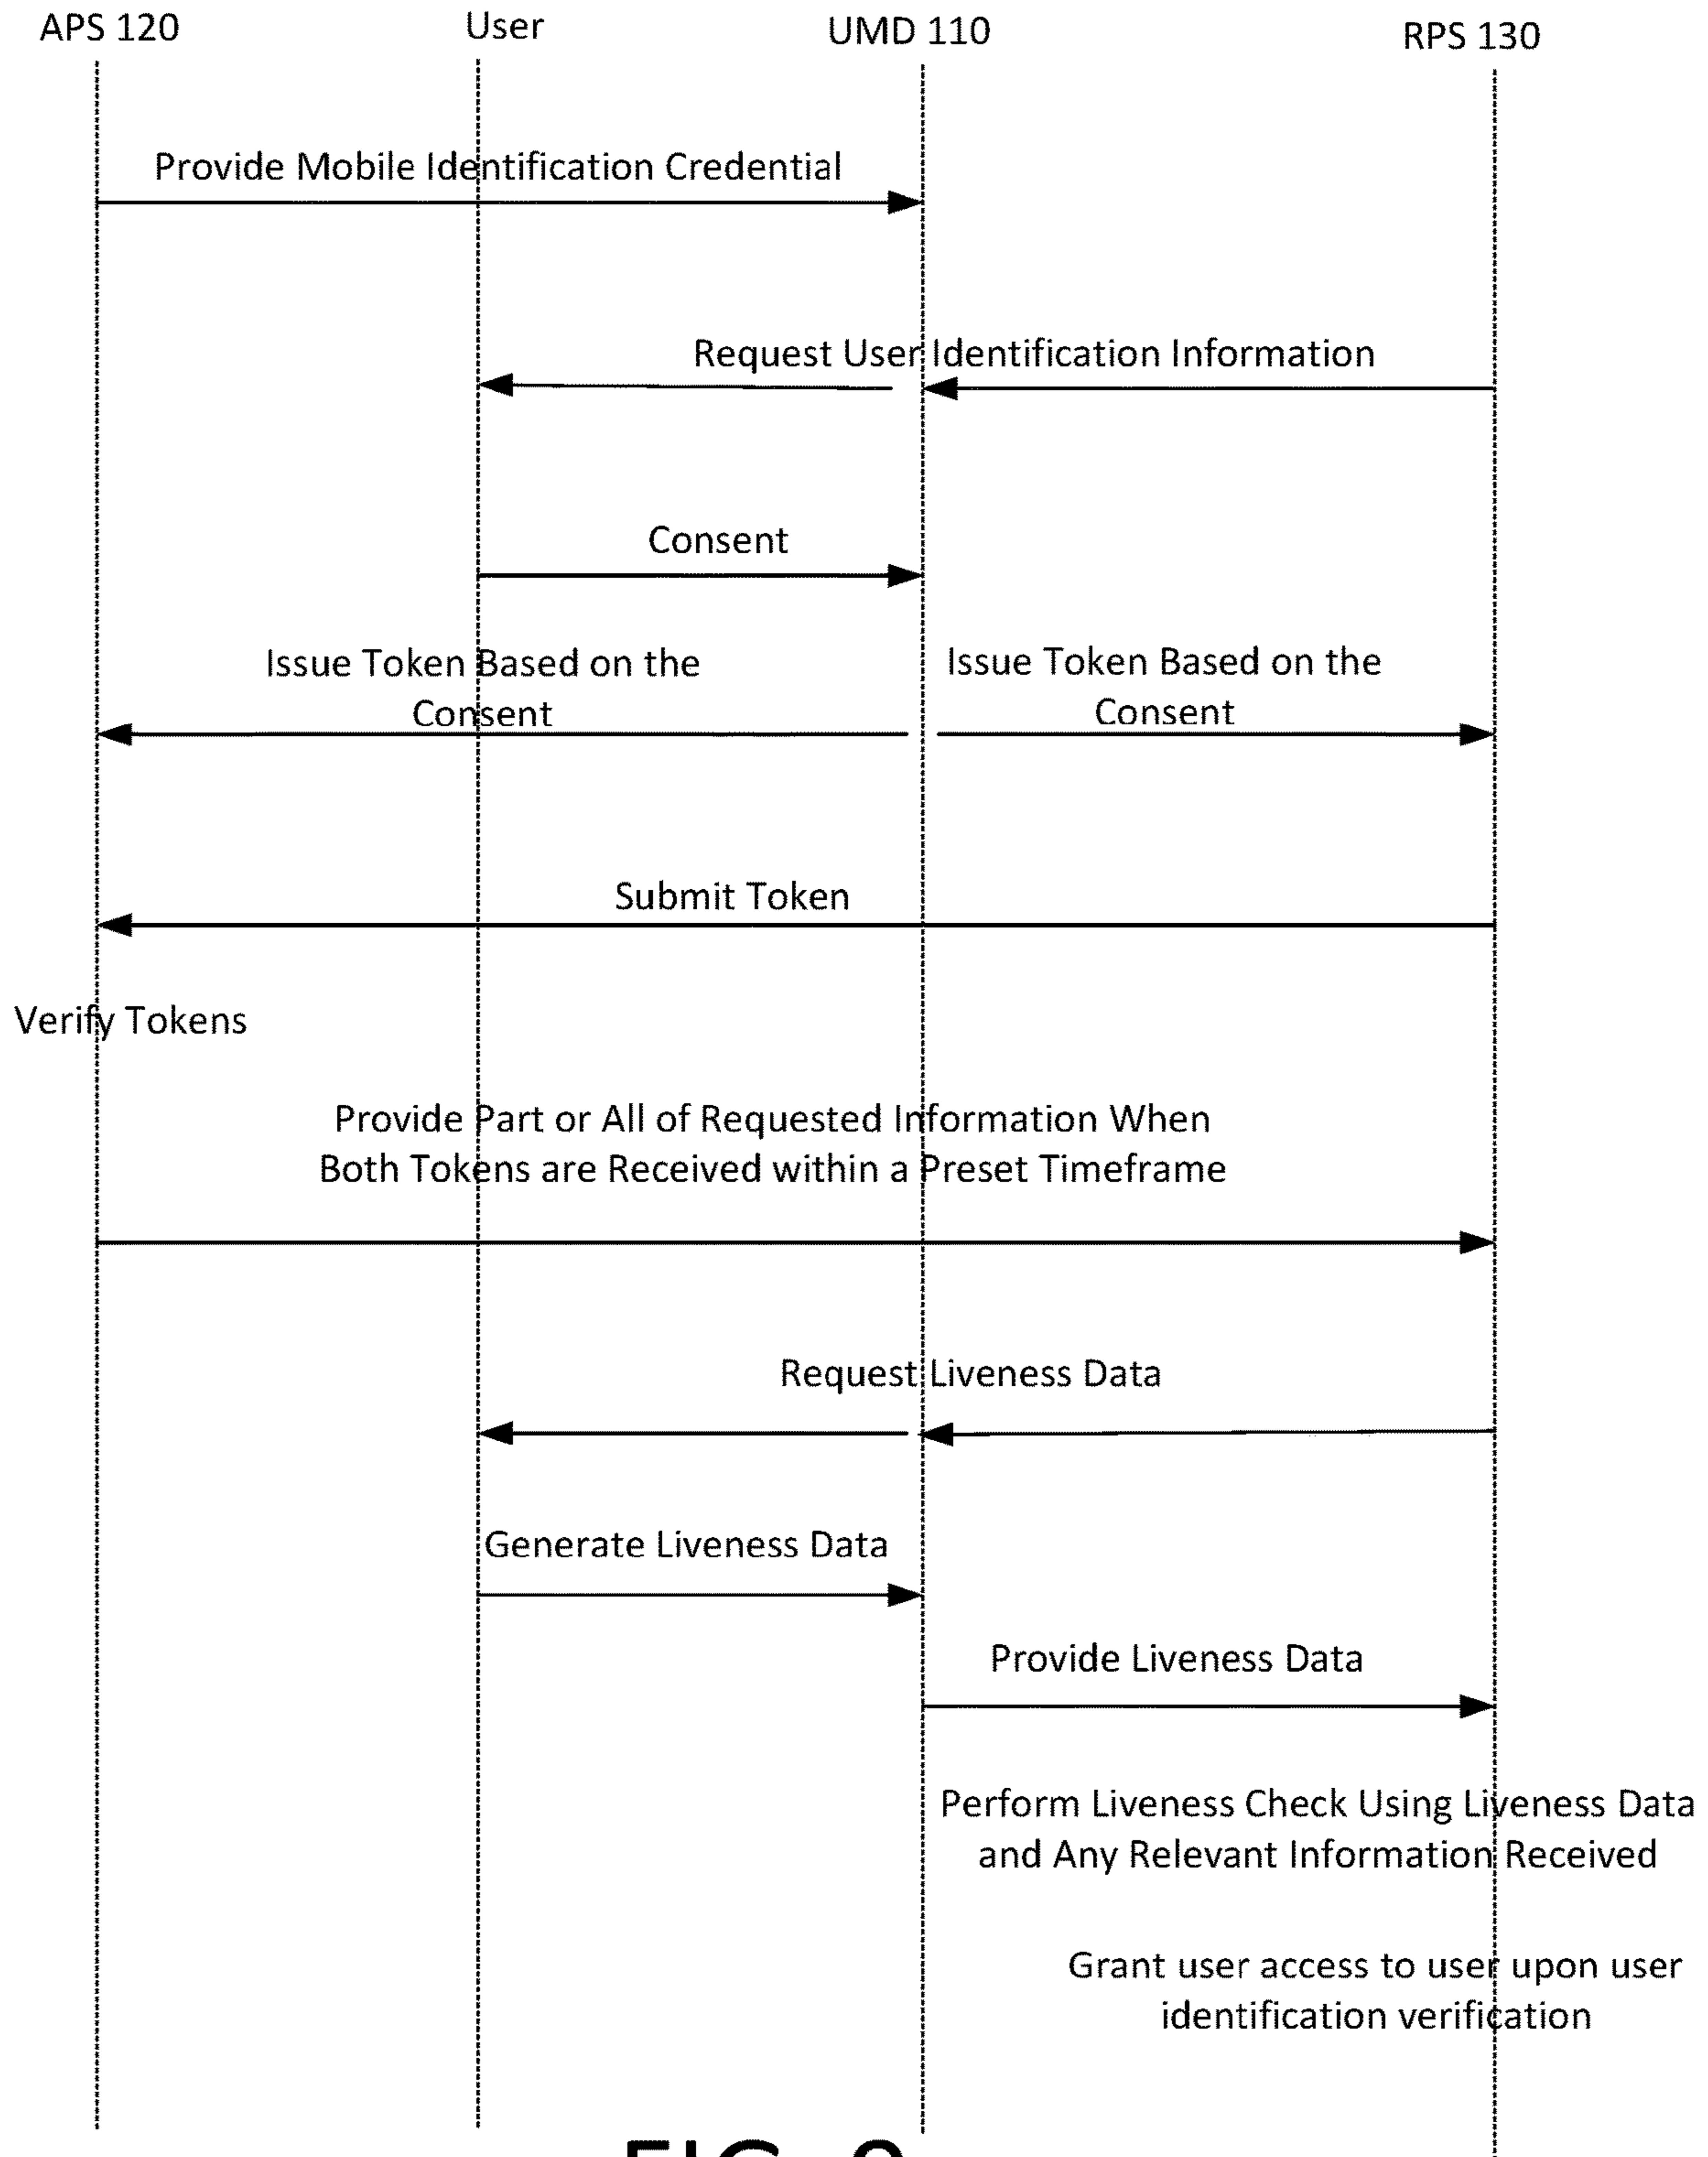 APS 120 User UMD 110 RPS 130
Provide Mobile Identification Credential
Request User Identification Information
Consent
Issue Token Based on the
Consent
Issue Token Based on the
Consent
Submit Token
Verify Tokens
Provide Part or All of Requested Information When
Both Tokens are Received within a Preset Timeframe
Request Liveness Data
Generate Liveness Data
Provide Liveness Data
Perform Liveness Check Using Liveness Data
and Any Relevant Information Received
Grant user access to user upon user
identification verification
FIG.